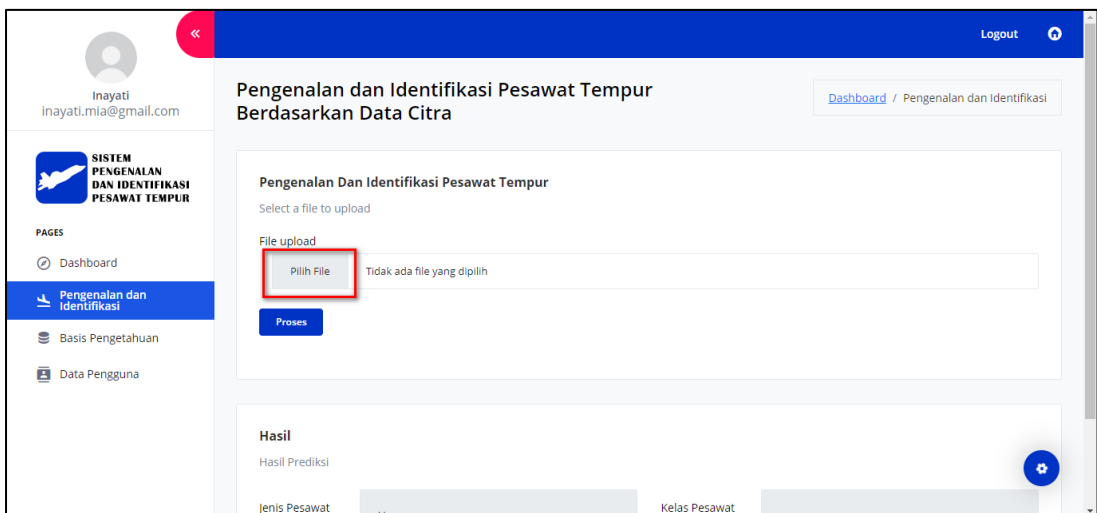 Logout
Inayati
inayati.mia@gmail.com
Pengenalan dan Identifikasi Pesawat Tempur
Berdasarkan Data Citra
Dashboard / Pengenalan dan Identifikasi
SISTEM
PENGENALAN
DAN IDENTIFIKASI
PESAWAT TEMPUR
PAGES
Dashboard
Pengenalan dan
Identifikasi
Basis Pengetahuan
Data Pengguna
Pengenalan Dan Identifikasi Pesawat Tempur
Select a file to upload
File upload
Pilih File Tidak ada file yang dipilih
Proses
Hasil
Hasil Prediksi
Jenis Pesawat
Kelas Pesawat